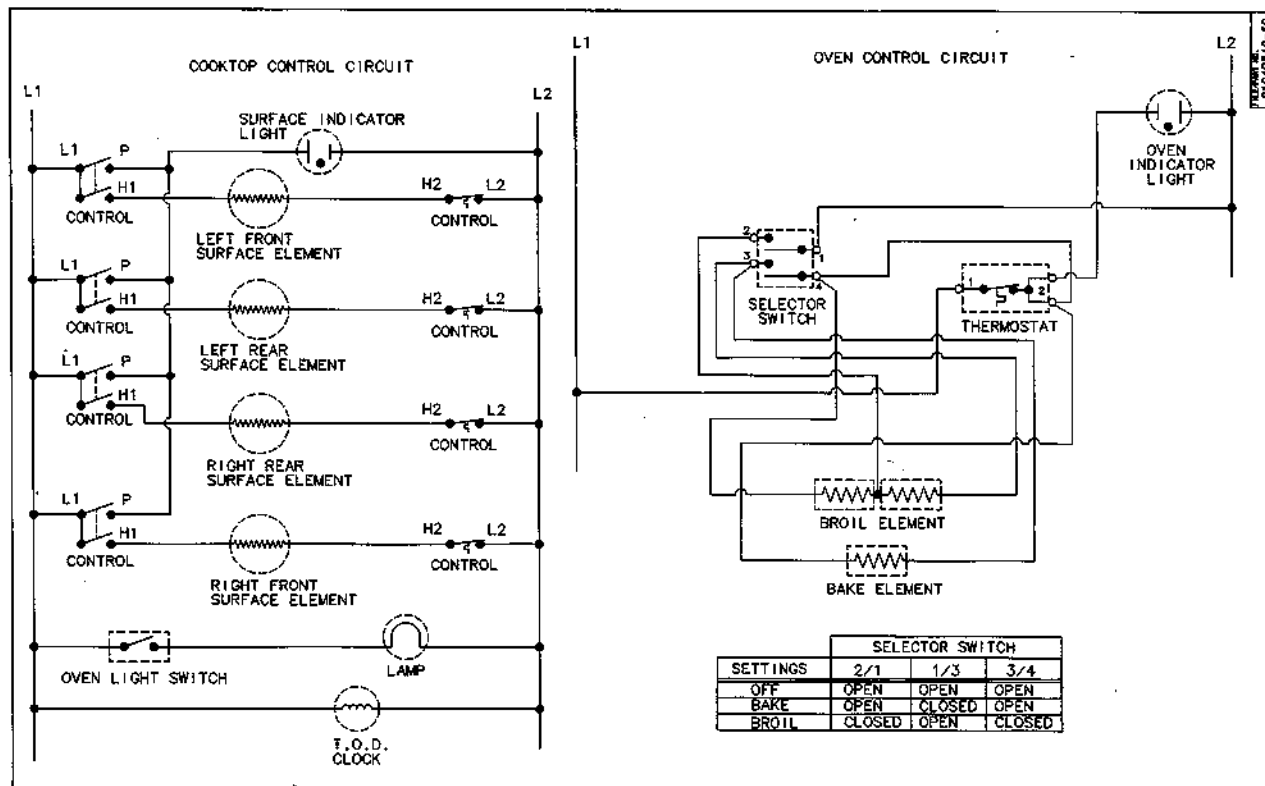 COOKTOP CONTROL CIRCUIT
L1
L2
SURFACE INDICATOR
LIGHT
L1
P
H1
CONTROL
H2
L2
CONTROL
LEFT FRONT
SURFACE ELEMENT
L1
P
H1
CONTROL
H2
L2
CONTROL
LEFT REAR
SURFACE ELEMENT
L1
P
H1
CONTROL
H2
L2
CONTROL
RIGHT REAR
SURFACE ELEMENT
L1
P
H1
CONTROL
H2
L2
CONTROL
RIGHT FRONT
SURFACE ELEMENT
OVEN LIGHT SWITCH
LAMP
T.O.D.
CLOCK
OVEN CONTROL CIRCUIT
L1
L2
OVEN
INDICATOR
LIGHT
2
3
1
4
SELECTOR
SWITCH
1
2
THERMOSTAT
BROIL ELEMENT
BAKE ELEMENT
SELECTOR SWITCH
SETTINGS 2/1 1/3 3/4
OFF OPEN OPEN OPEN
BAKE OPEN CLOSED OPEN
BROIL CLOSED OPEN CLOSED